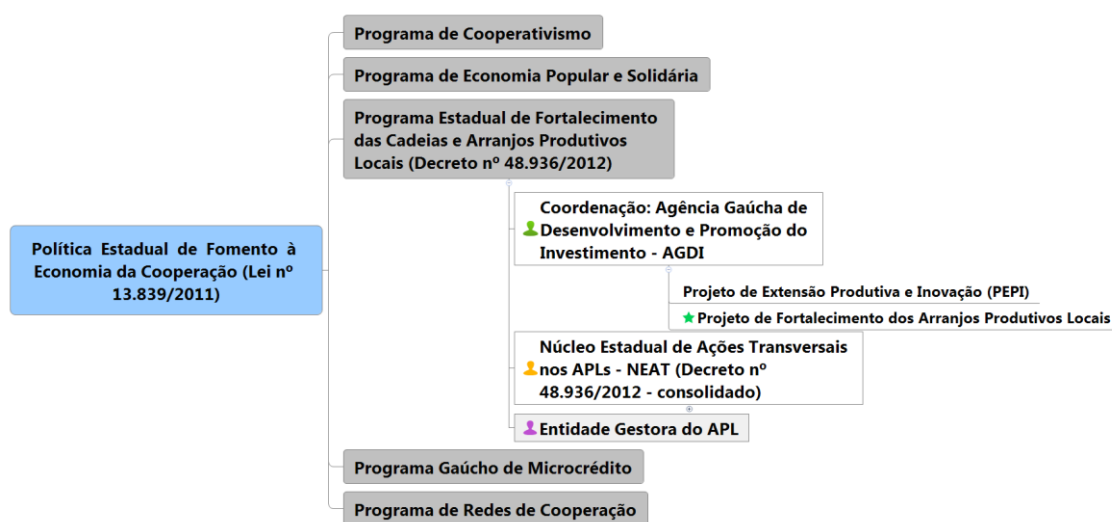 Programa de Cooperativismo
Programa de Economia Popular e Solidária
Programa Estadual de Fortalecimento
das Cadeias e Arranjos Produtivos
Locais (Decreto nº 48.936/2012)
Coordenação: Agência Gaúcha de
Desenvolvimento e Promoção do
Investimento - AGDI
Política Estadual de Fomento à
Economia da Cooperação (Lei nº
13.839/2011)
Projeto de Extensão Produtiva e Inovação (PEPI)
Projeto de Fortalecimento dos Arranjos Produtivos Locais
Núcleo Estadual de Ações Transversais
nos APLs - NEAT (Decreto nº
48.936/2012 - consolidado)
Entidade Gestora do APL
Programa Gaúcho de Microcrédito
Programa de Redes de Cooperação